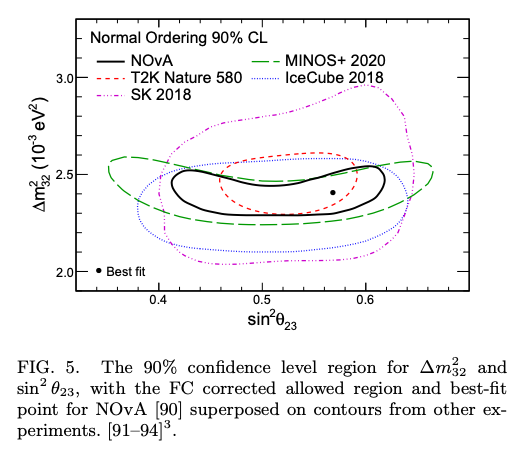 Normal Ordering 90% CL
NOvA
MINOS+ 2020
T2K Nature 580
IceCube 2018
SK 2018
Δm²₃₂ (10⁻³ eV²)
3.0
2.5
2.0
Best fit
0.4 0.5 0.6
sin²θ₂₃
FIG. 5. The 90% confidence level region for Δm²₃₂ and
sin² θ₂₃, with the FC corrected allowed region and best-fit
point for NOvA [90] superposed on contours from other ex-
periments. [91–94]³.